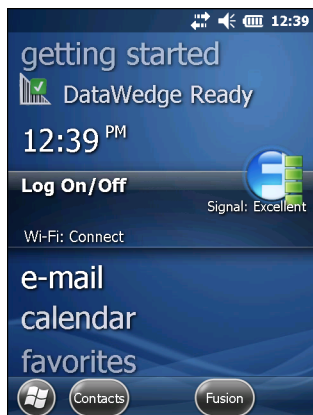 12:39
getting started
DataWedge Ready
12:39 PM
Log On/Off
Signal: Excellent
Wi-Fi: Connect
e-mail
calendar
favorites
Contacts
Fusion